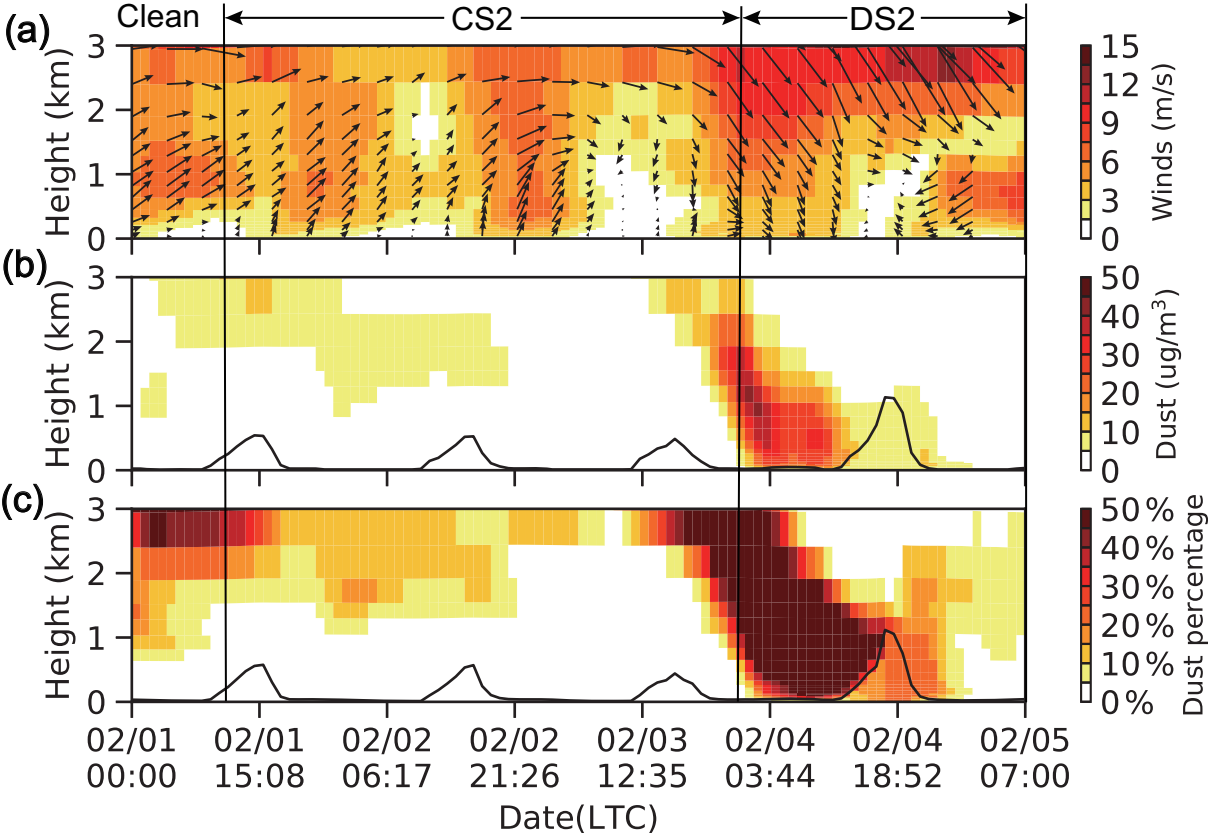 Clean
CS2
DS2
(a)
3
2
1
0
Height (km)
15
12
9
6
3
0
Winds (m/s)
(b)
3
2
1
0
Height (km)
50
40
30
20
10
0
Dust (ug/m³)
(c)
3
2
1
0
Height (km)
50 %
40 %
30 %
20 %
10 %
0 %
Dust percentage
02/01 02/01 02/02 02/02 02/03 02/04 02/04 02/05
00:00 15:08 06:17 21:26 12:35 03:44 18:52 07:00
Date(LTC)